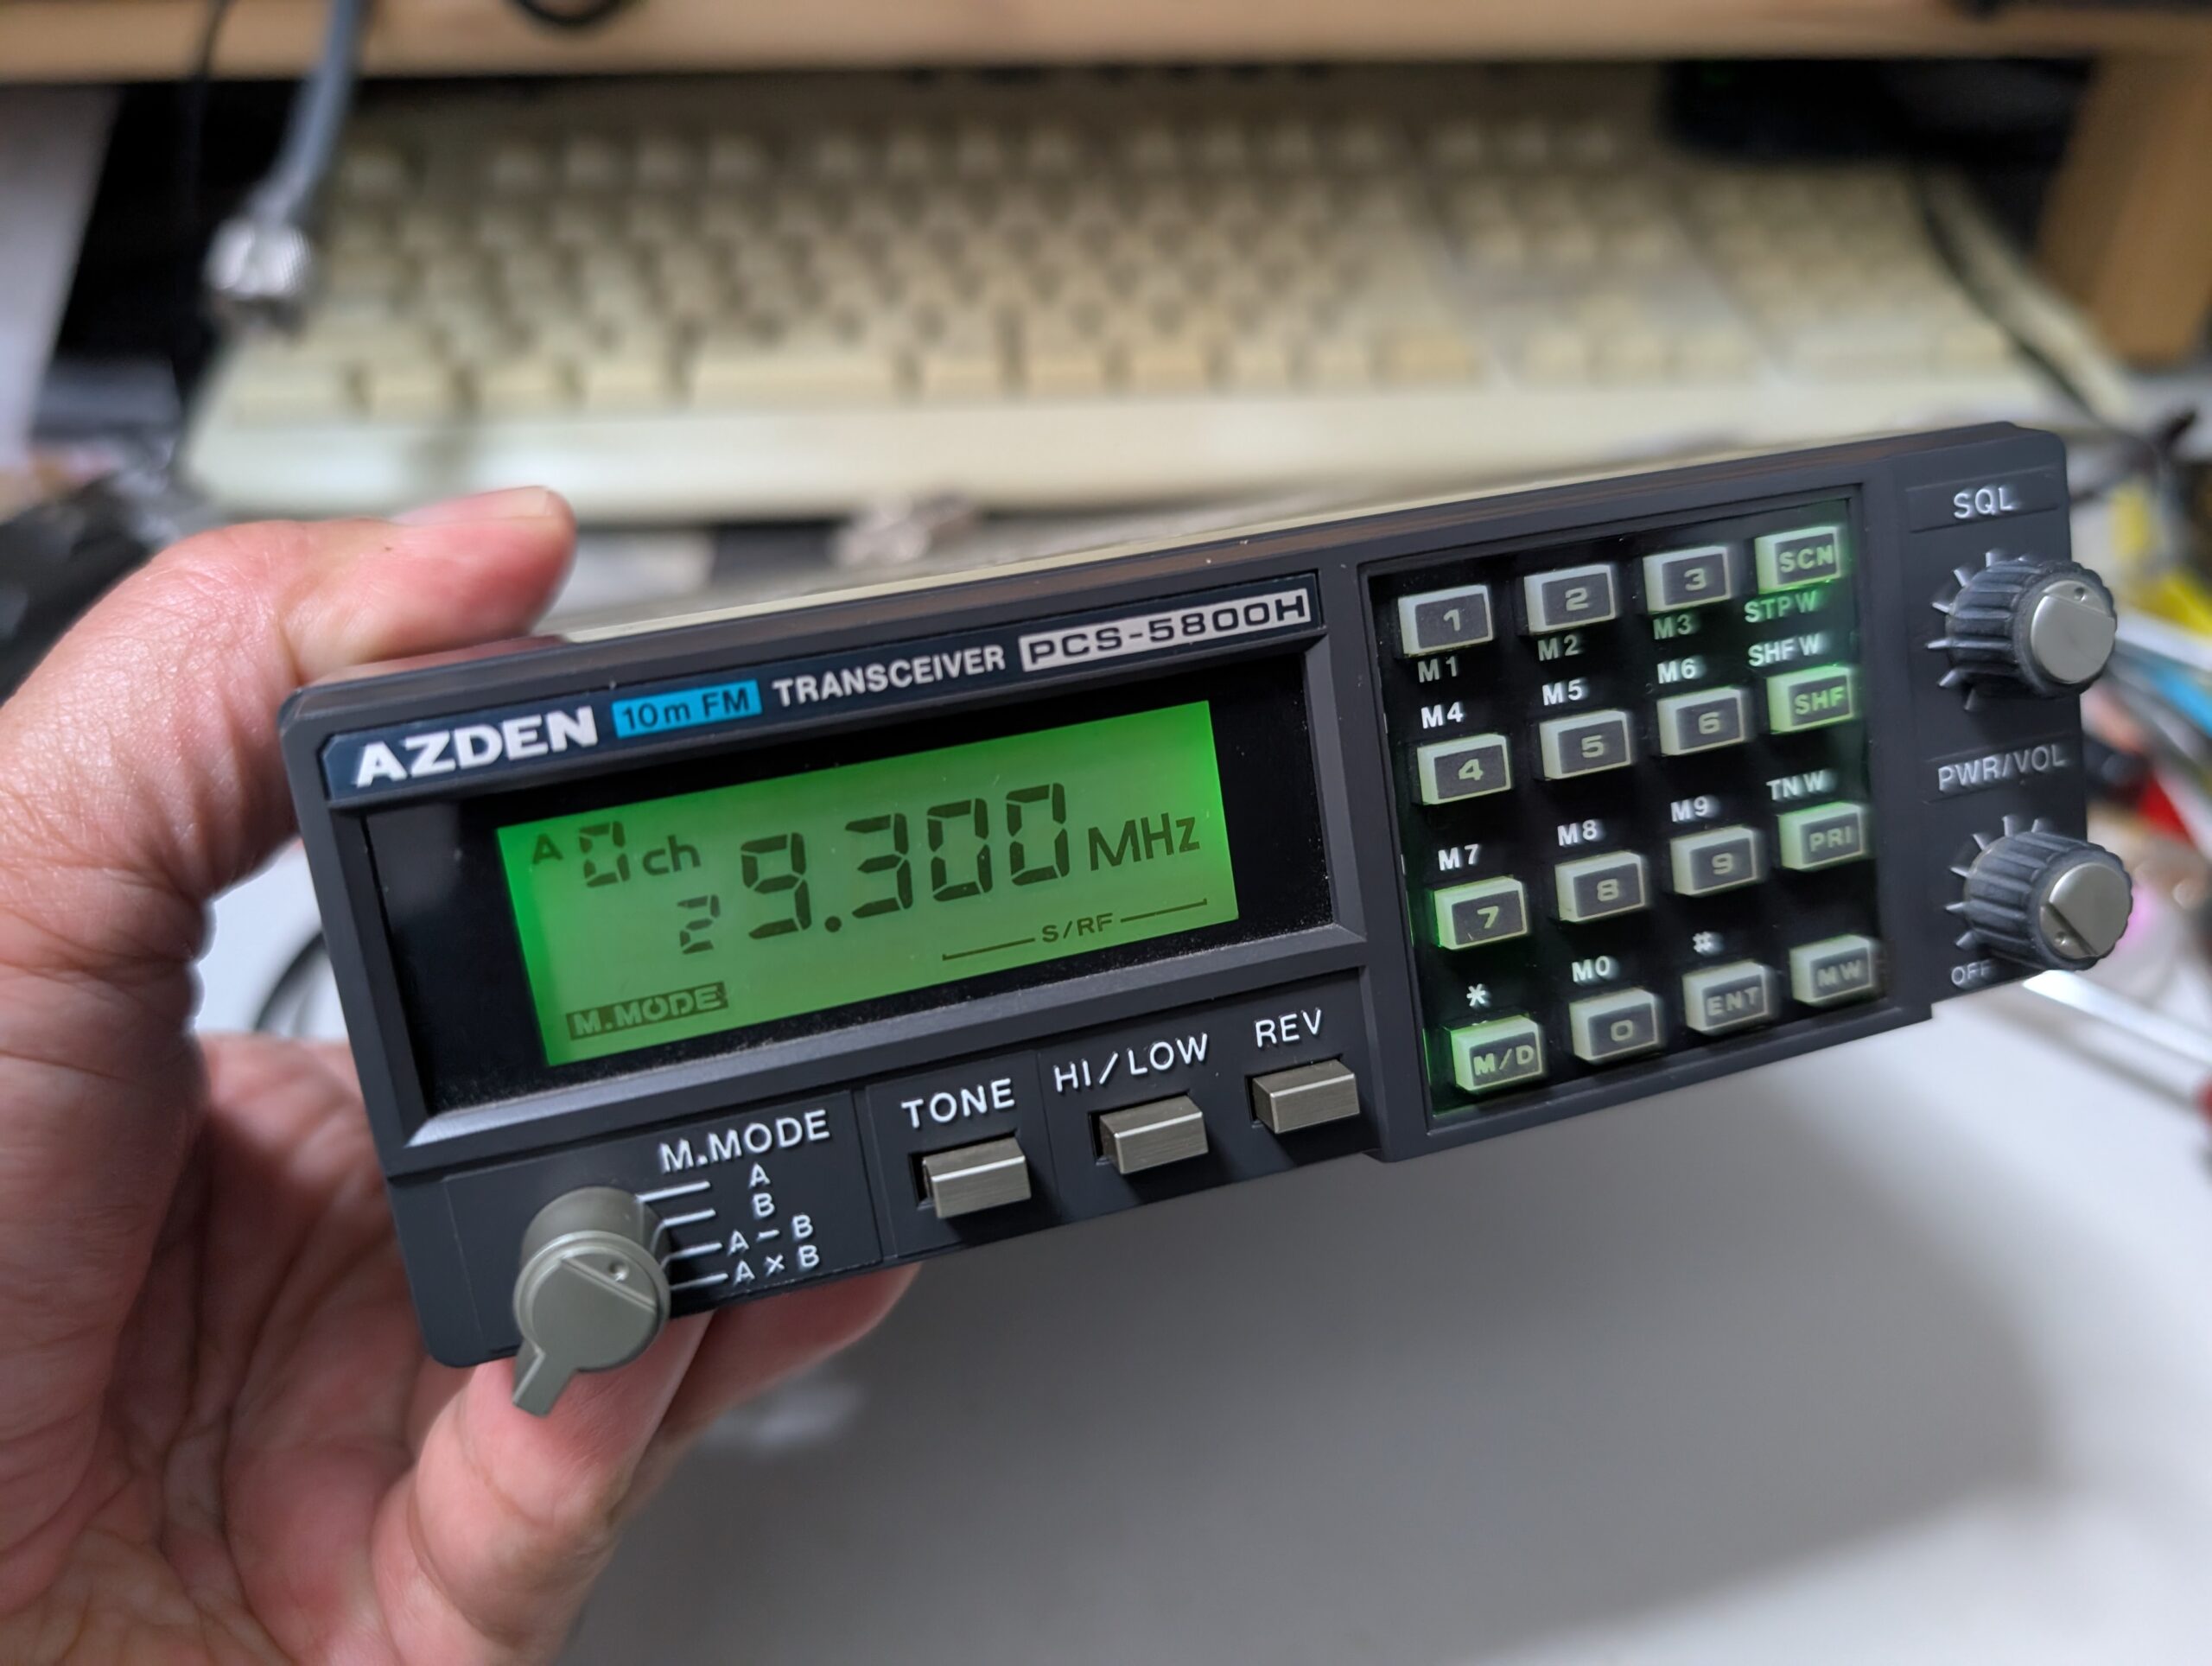 AZDEN 10m FM TRANSCEIVER PCS-5800H
A 0 ch
29.300 MHz
S/RF
M.MODE
M.MODE
A
B
A - B
A × B
TONE
HI/LOW
REV
1 2 3 SCN
M1 M2 M3 STPW
M4 M5 M6 SHFW
4 5 6 SHF
M7 M8 M9 TNW
7 8 9 PRI
* M0 #
M/D 0 ENT MW
SQL
PWR/VOL
OFF